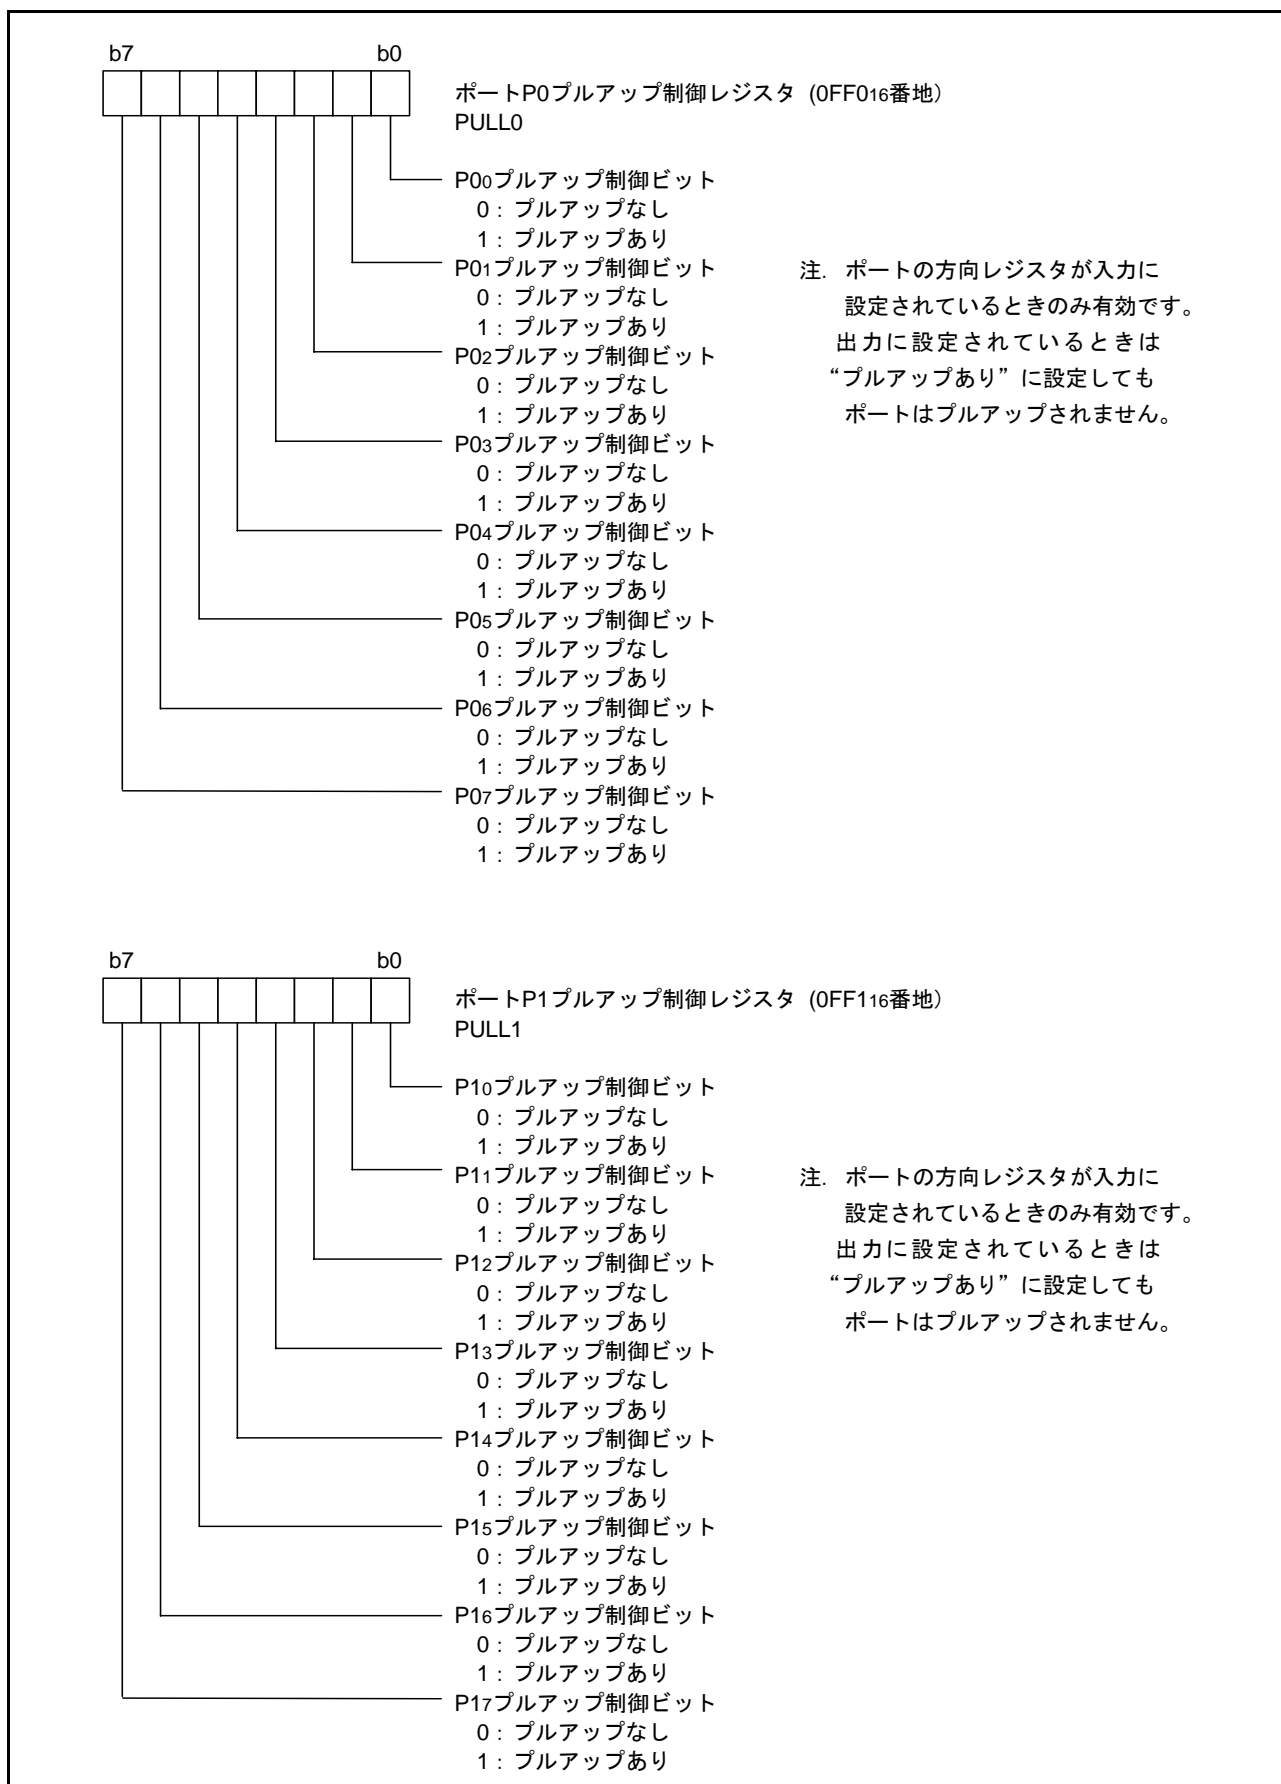 b7 b0
ポートP0プルアップ制御レジスタ (0FF016番地)
PULL0
P00プルアップ制御ビット
0：プルアップなし
1：プルアップあり
P01プルアップ制御ビット
0：プルアップなし
1：プルアップあり
P02プルアップ制御ビット
0：プルアップなし
1：プルアップあり
P03プルアップ制御ビット
0：プルアップなし
1：プルアップあり
P04プルアップ制御ビット
0：プルアップなし
1：プルアップあり
P05プルアップ制御ビット
0：プルアップなし
1：プルアップあり
P06プルアップ制御ビット
0：プルアップなし
1：プルアップあり
P07プルアップ制御ビット
0：プルアップなし
1：プルアップあり
注. ポートの方向レジスタが入力に
設定されているときのみ有効です。
出力に設定されているときは
“プルアップあり”に設定しても
ポートはプルアップされません。
b7 b0
ポートP1プルアップ制御レジスタ (0FF116番地)
PULL1
P10プルアップ制御ビット
0：プルアップなし
1：プルアップあり
P11プルアップ制御ビット
0：プルアップなし
1：プルアップあり
P12プルアップ制御ビット
0：プルアップなし
1：プルアップあり
P13プルアップ制御ビット
0：プルアップなし
1：プルアップあり
P14プルアップ制御ビット
0：プルアップなし
1：プルアップあり
P15プルアップ制御ビット
0：プルアップなし
1：プルアップあり
P16プルアップ制御ビット
0：プルアップなし
1：プルアップあり
P17プルアップ制御ビット
0：プルアップなし
1：プルアップあり
注. ポートの方向レジスタが入力に
設定されているときのみ有効です。
出力に設定されているときは
“プルアップあり”に設定しても
ポートはプルアップされません。